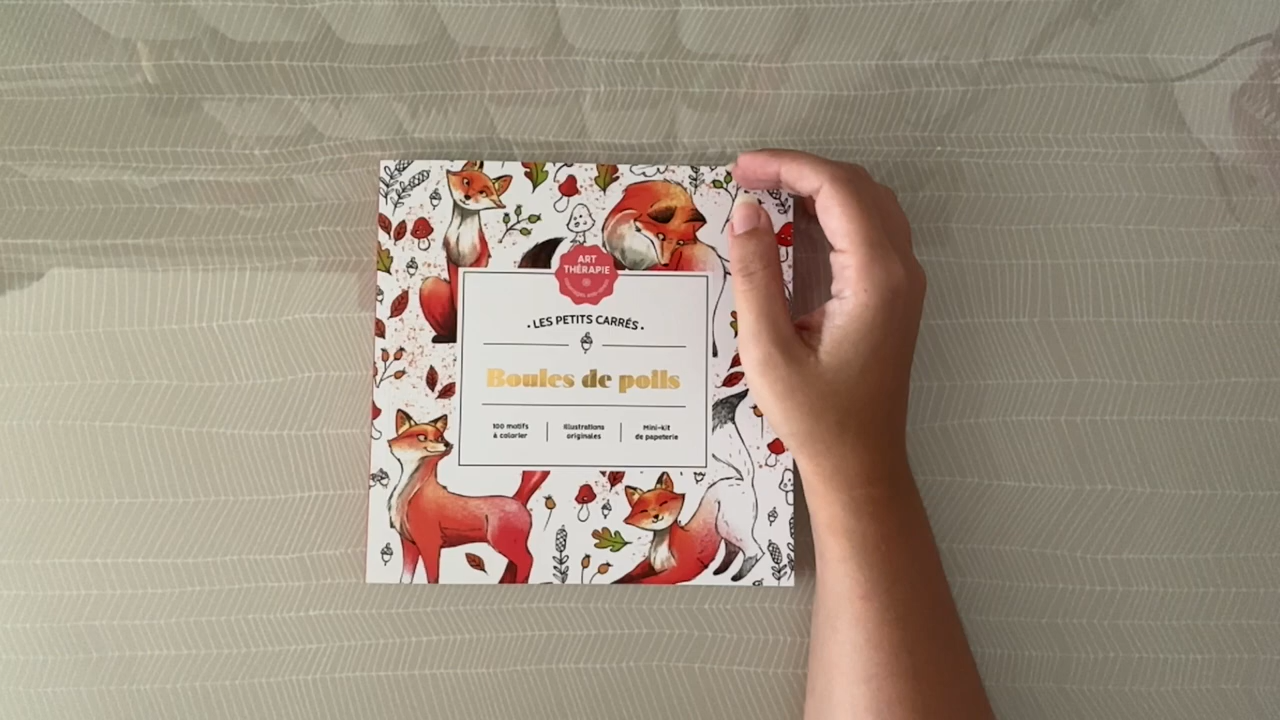 ART
THÉRAPIE
• LES PETITS CARRÉS •
Boules de poils
100 motifs
à colorier
Illustrations
originales
Mini-kit
de papeterie